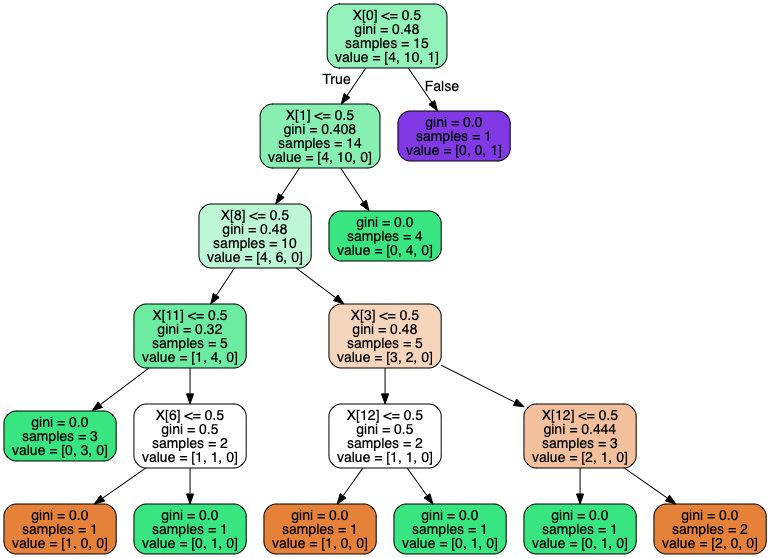 X[0] <= 0.5
gini = 0.48
samples = 15
value = [4, 10, 1]
True
False
X[1] <= 0.5
gini = 0.408
samples = 14
value = [4, 10, 0]
gini = 0.0
samples = 1
value = [0, 0, 1]
X[8] <= 0.5
gini = 0.48
samples = 10
value = [4, 6, 0]
gini = 0.0
samples = 4
value = [0, 4, 0]
X[11] <= 0.5
gini = 0.32
samples = 5
value = [1, 4, 0]
X[3] <= 0.5
gini = 0.48
samples = 5
value = [3, 2, 0]
gini = 0.0
samples = 3
value = [0, 3, 0]
X[6] <= 0.5
gini = 0.5
samples = 2
value = [1, 1, 0]
X[12] <= 0.5
gini = 0.5
samples = 2
value = [1, 1, 0]
X[12] <= 0.5
gini = 0.444
samples = 3
value = [2, 1, 0]
gini = 0.0
samples = 1
value = [1, 0, 0]
gini = 0.0
samples = 1
value = [0, 1, 0]
gini = 0.0
samples = 1
value = [1, 0, 0]
gini = 0.0
samples = 1
value = [0, 1, 0]
gini = 0.0
samples = 1
value = [0, 1, 0]
gini = 0.0
samples = 2
value = [2, 0, 0]